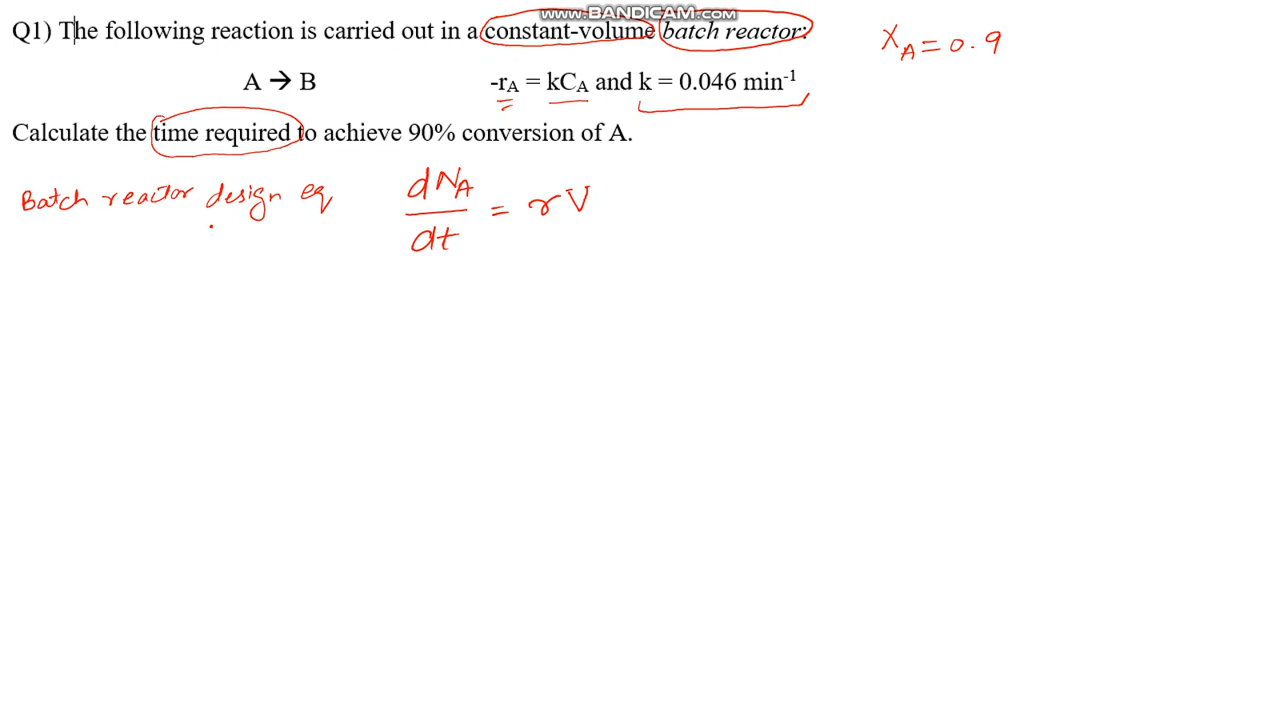 www.BANDICAM.com
Q1) The following reaction is carried out in a constant-volume batch reactor:
X_A = 0.9
A → B -r_A = kC_A and k = 0.046 min⁻¹
Calculate the time required to achieve 90% conversion of A.
Batch reactor design eq dN_A/dt = rV